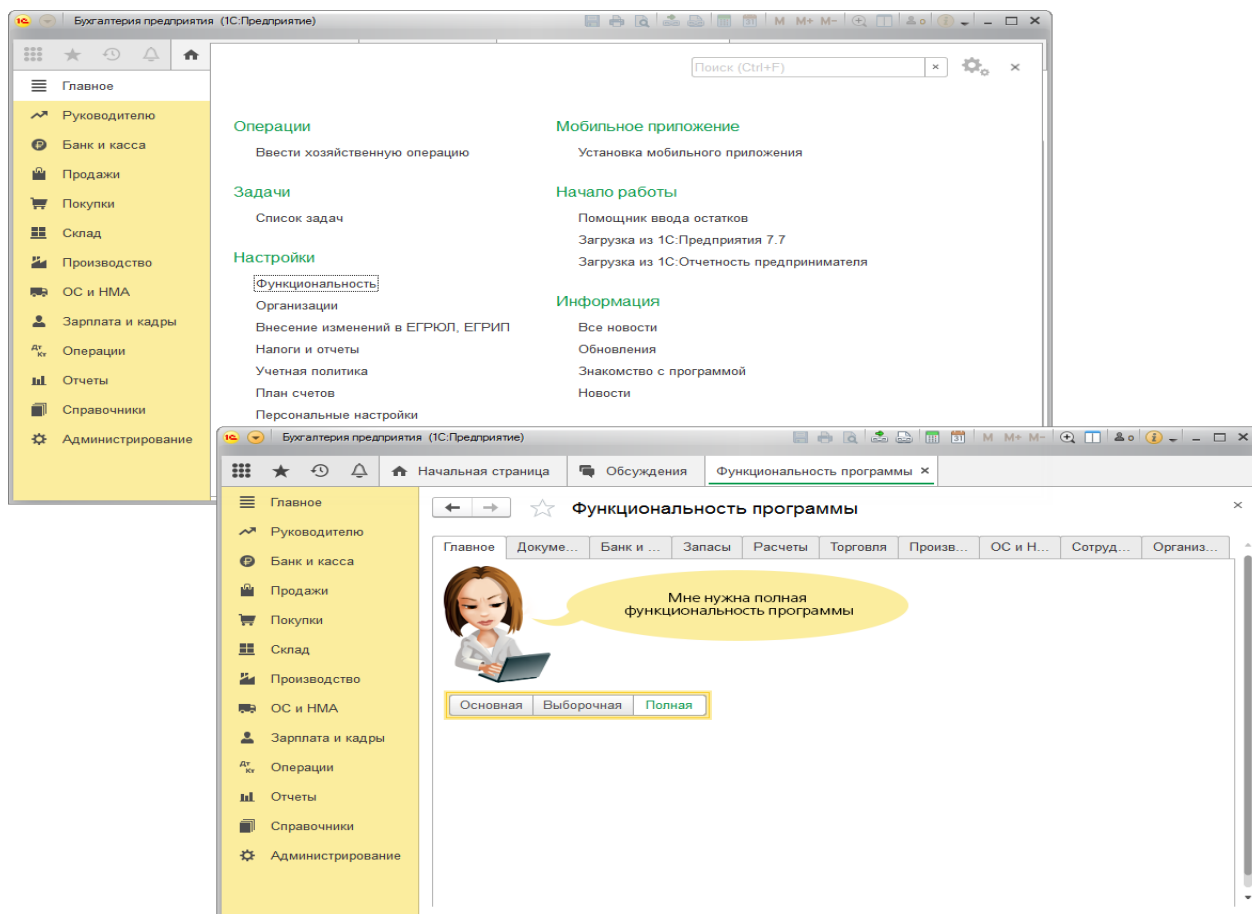 Бухгалтерия предприятия (1С:Предприятие)
M M+ M-
Поиск (Ctrl+F)
Главное
Руководителю
Банк и касса
Продажи
Покупки
Склад
Производство
ОС и НМА
Зарплата и кадры
Операции
Отчеты
Справочники
Администрирование
Операции
Ввести хозяйственную операцию
Задачи
Список задач
Настройки
Функциональность
Организации
Внесение изменений в ЕГРЮЛ, ЕГРИП
Налоги и отчеты
Учетная политика
План счетов
Персональные настройки
Мобильное приложение
Установка мобильного приложения
Начало работы
Помощник ввода остатков
Загрузка из 1С:Предприятия 7.7
Загрузка из 1С:Отчетность предпринимателя
Информация
Все новости
Обновления
Знакомство с программой
Новости
Бухгалтерия предприятия (1С:Предприятие)
M M+ M-
Начальная страница
Обсуждения
Функциональность программы
Главное
Руководителю
Банк и касса
Продажи
Покупки
Склад
Производство
ОС и НМА
Зарплата и кадры
Операции
Отчеты
Справочники
Администрирование
Функциональность программы
Главное Докуме... Банк и ... Запасы Расчеты Торговля Произв... ОС и Н... Сотруд... Организ...
Мне нужна полная
функциональность программы
Основная Выборочная Полная